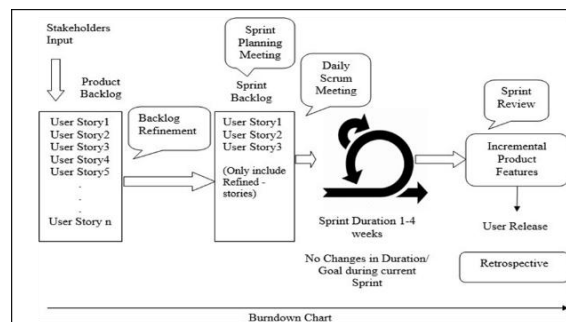 Stakeholders
Input
Product
Backlog
User Story1
User Story2
User Story3
User Story4
User Story5
.
.
.
User Story n
Backlog
Refinement
Sprint
Planning
Meeting
Sprint
Backlog
User Story1
User Story2
User Story3
(Only include
Refined -
stories)
Daily
Scrum
Meeting
Sprint Duration 1-4
weeks
No Changes in Duration/
Goal during current
Sprint
Sprint
Review
Incremental
Product
Features
User Release
Retrospective
Burndown Chart